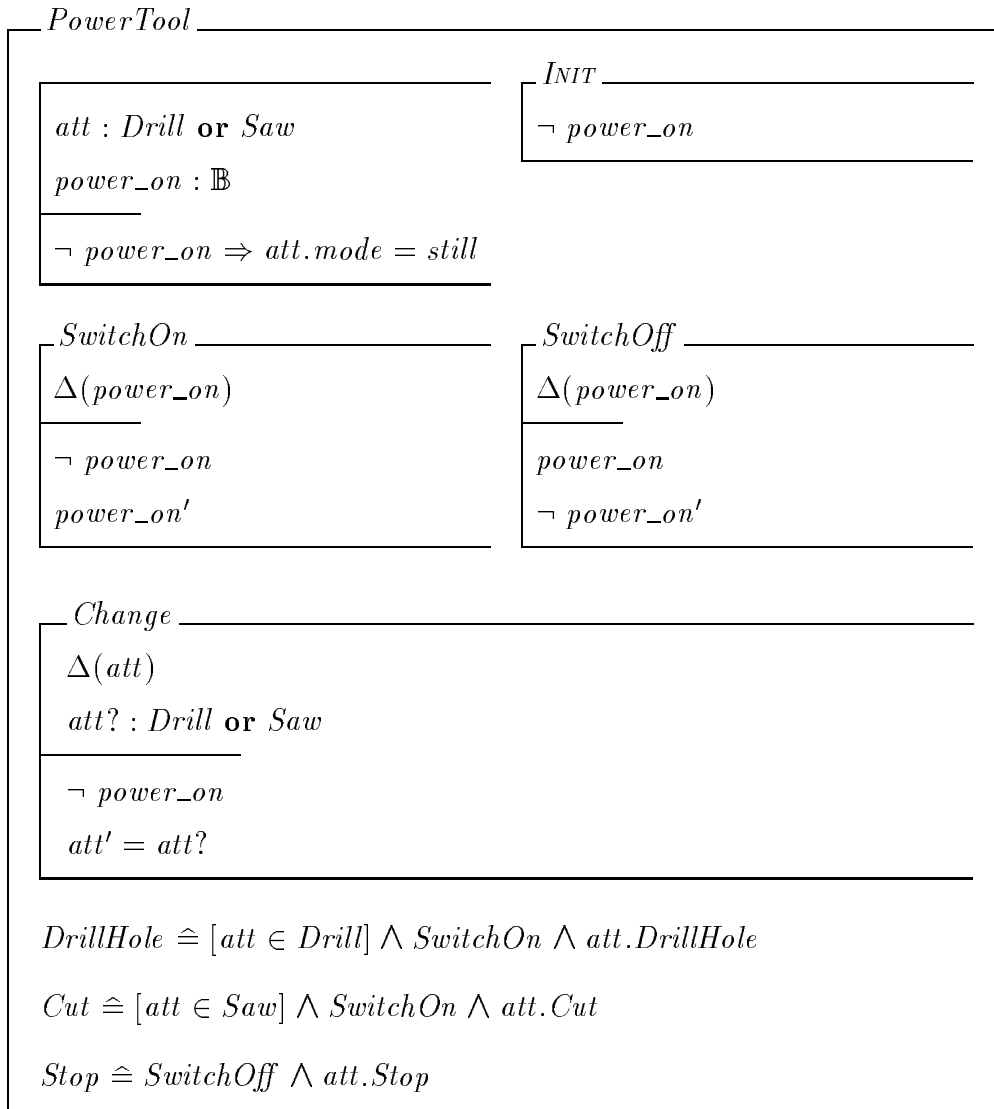 PowerTool
att : Drill or Saw
power_on : 𝔹
¬ power_on ⇒ att.mode = still
INIT
¬ power_on
SwitchOn
Δ(power_on)
¬ power_on
power_on′
SwitchOff
Δ(power_on)
power_on
¬ power_on′
Change
Δ(att)
att? : Drill or Saw
¬ power_on
att′ = att?
DrillHole ≙ [att ∈ Drill] ∧ SwitchOn ∧ att.DrillHole
Cut ≙ [att ∈ Saw] ∧ SwitchOn ∧ att.Cut
Stop ≙ SwitchOff ∧ att.Stop